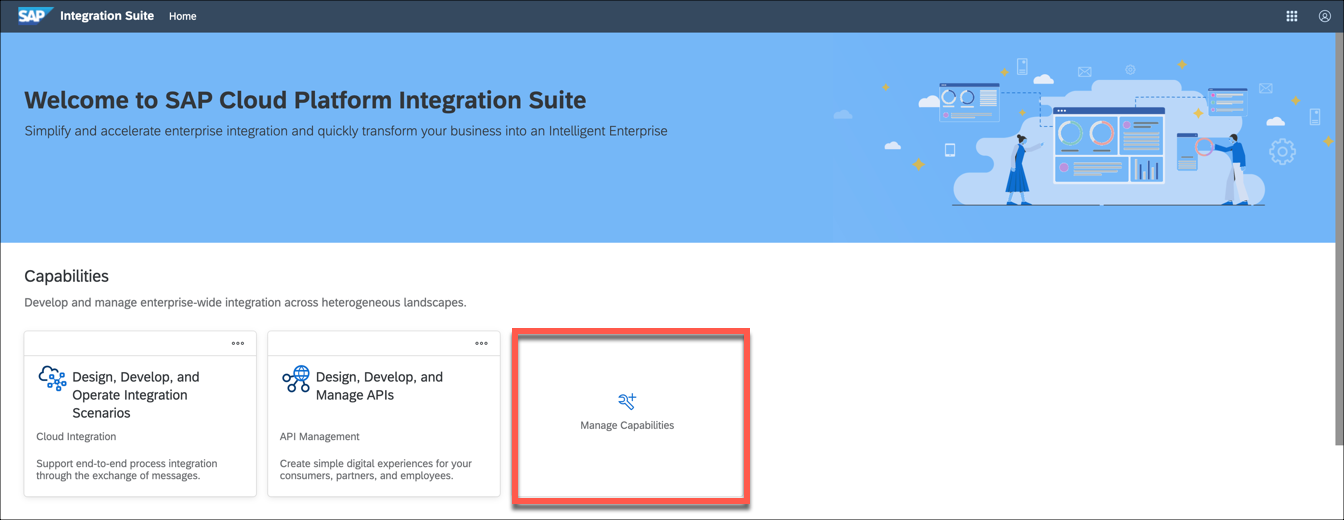 SAP Integration Suite Home
Welcome to SAP Cloud Platform Integration Suite
Simplify and accelerate enterprise integration and quickly transform your business into an Intelligent Enterprise
Capabilities
Develop and manage enterprise-wide integration across heterogeneous landscapes.
Design, Develop, and
Operate Integration
Scenarios
Cloud Integration
Support end-to-end process integration
through the exchange of messages.
Design, Develop, and
Manage APIs
API Management
Create simple digital experiences for your
consumers, partners, and employees.
Manage Capabilities